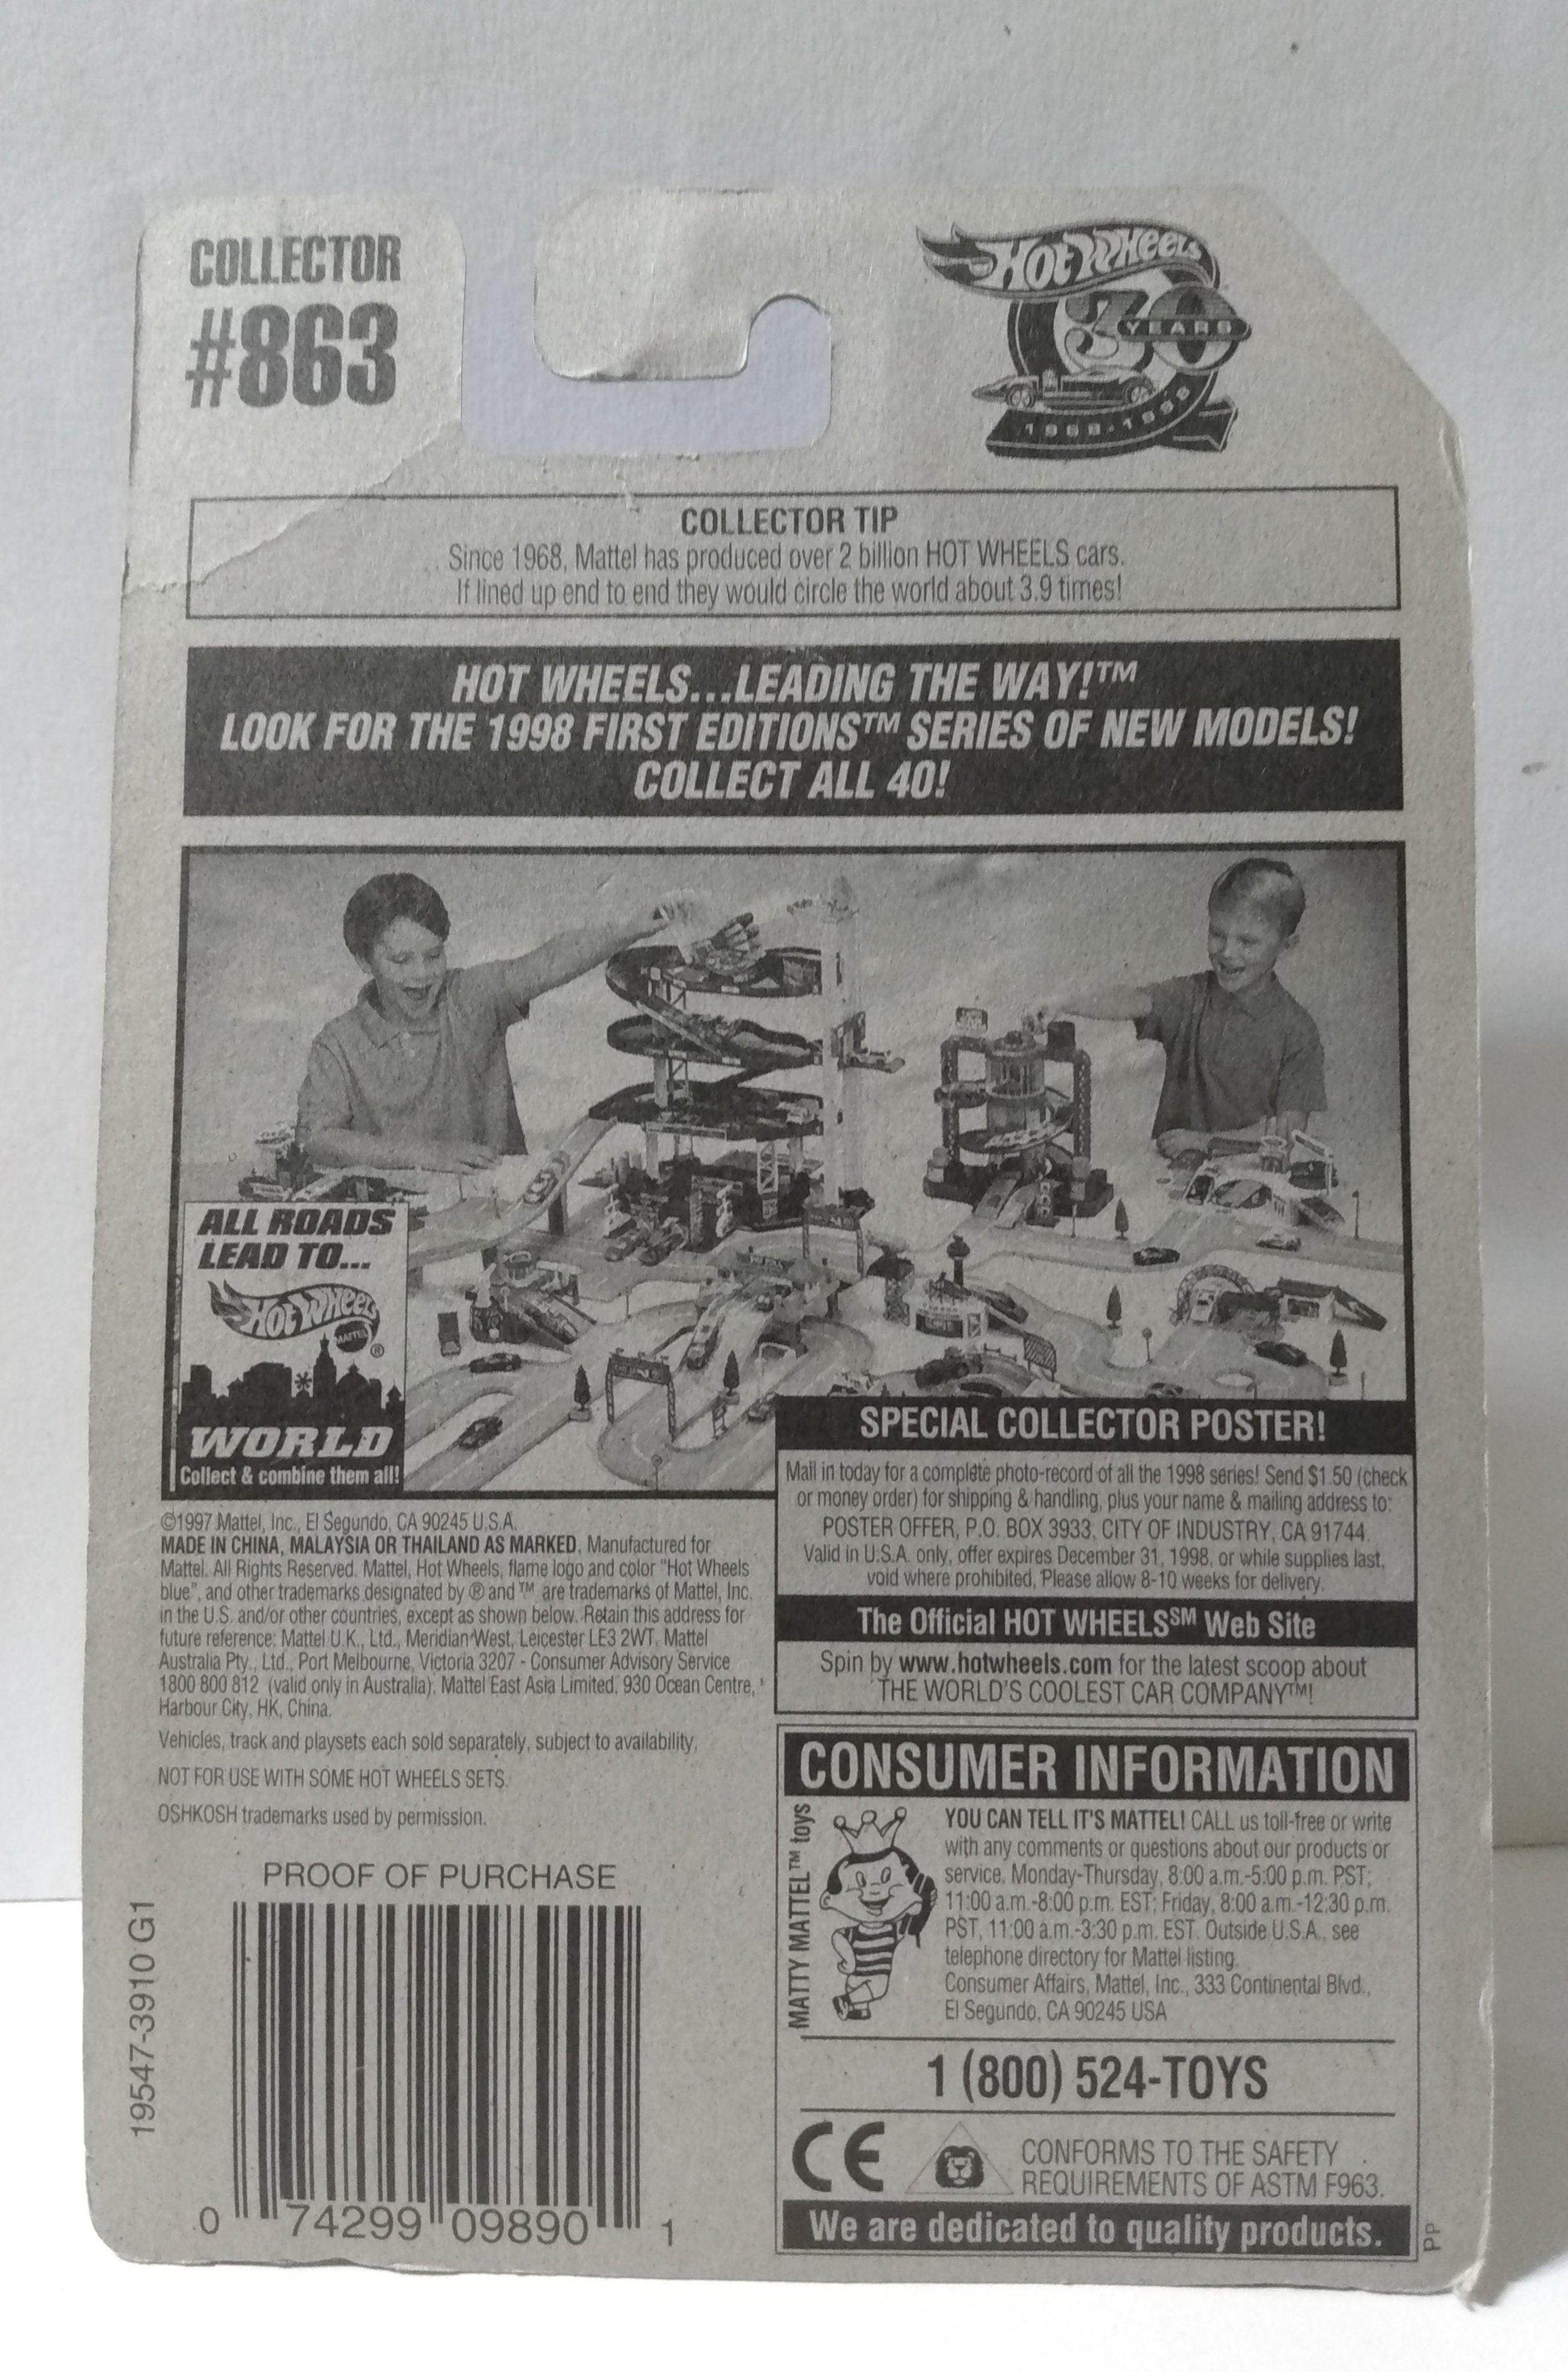 COLLECTOR
#863
HOT WHEELS
30
YEARS
1968-1998
COLLECTOR TIP
Since 1968, Mattel has produced over 2 billion HOT WHEELS cars.
If lined up end to end they would circle the world about 3.9 times!
HOT WHEELS...LEADING THE WAY!™
LOOK FOR THE 1998 FIRST EDITIONS™ SERIES OF NEW MODELS!
COLLECT ALL 40!
ALL ROADS
LEAD TO...
HOT WHEELS
MATTEL
®
WORLD
Collect & combine them all!
SPECIAL COLLECTOR POSTER!
Mail in today for a complete photo-record of all the 1998 series! Send $1.50 (check
or money order) for shipping & handling, plus your name & mailing address to:
POSTER OFFER, P.O. BOX 3933, CITY OF INDUSTRY, CA 91744.
Valid in U.S.A. only, offer expires December 31, 1998, or while supplies last,
void where prohibited, Please allow 8-10 weeks for delivery.
The Official HOT WHEELS℠ Web Site
Spin by www.hotwheels.com for the latest scoop about
THE WORLD'S COOLEST CAR COMPANY™!
©1997 Mattel, Inc., El Segundo, CA 90245 U.S.A.
MADE IN CHINA, MALAYSIA OR THAILAND AS MARKED. Manufactured for
Mattel. All Rights Reserved. Mattel, Hot Wheels, flame logo and color "Hot Wheels
blue", and other trademarks designated by ® and ™ are trademarks of Mattel, Inc.
in the U.S. and/or other countries, except as shown below. Retain this address for
future reference: Mattel U.K., Ltd., Meridian West, Leicester LE3 2WT. Mattel
Australia Pty., Ltd., Port Melbourne, Victoria 3207 - Consumer Advisory Service
1800 800 812 (valid only in Australia). Mattel East Asia Limited, 930 Ocean Centre,
Harbour City, HK, China.
Vehicles, track and playsets each sold separately, subject to availability.
NOT FOR USE WITH SOME HOT WHEELS SETS.
OSHKOSH trademarks used by permission.
PROOF OF PURCHASE
0 74299 09890 1
19547-3910 G1
CONSUMER INFORMATION
MATTY MATTEL™ toys
YOU CAN TELL IT'S MATTEL! CALL us toll-free or write
with any comments or questions about our products or
service. Monday-Thursday, 8:00 a.m.-5:00 p.m. PST;
11:00 a.m.-8:00 p.m. EST; Friday, 8:00 a.m.-12:30 p.m.
PST, 11:00 a.m.-3:30 p.m. EST. Outside U.S.A., see
telephone directory for Mattel listing.
Consumer Affairs, Mattel, Inc., 333 Continental Blvd.,
El Segundo, CA 90245 USA
1 (800) 524-TOYS
CE
CONFORMS TO THE SAFETY
REQUIREMENTS OF ASTM F963.
We are dedicated to quality products.
PP